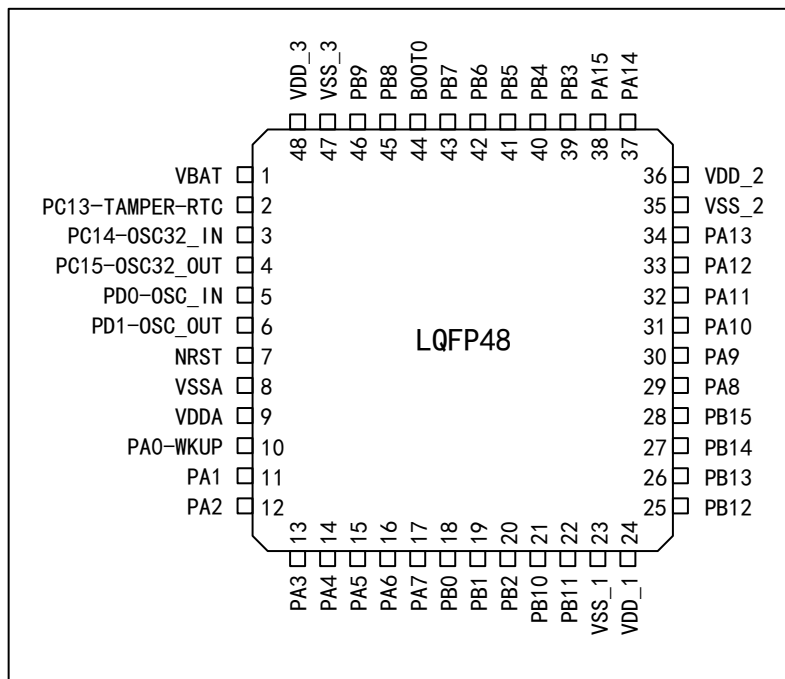 VDD_3
VSS_3
PB9
PB8
BOOT0
PB7
PB6
PB5
PB4
PB3
PA15
PA14
48
47
46
45
44
43
42
41
40
39
38
37
VBAT 1
PC13-TAMPER-RTC 2
PC14-OSC32_IN 3
PC15-OSC32_OUT 4
PD0-OSC_IN 5
PD1-OSC_OUT 6
NRST 7
VSSA 8
VDDA 9
PA0-WKUP 10
PA1 11
PA2 12
LQFP48
36 VDD_2
35 VSS_2
34 PA13
33 PA12
32 PA11
31 PA10
30 PA9
29 PA8
28 PB15
27 PB14
26 PB13
25 PB12
13
14
15
16
17
18
19
20
21
22
23
24
PA3
PA4
PA5
PA6
PA7
PB0
PB1
PB2
PB10
PB11
VSS_1
VDD_1